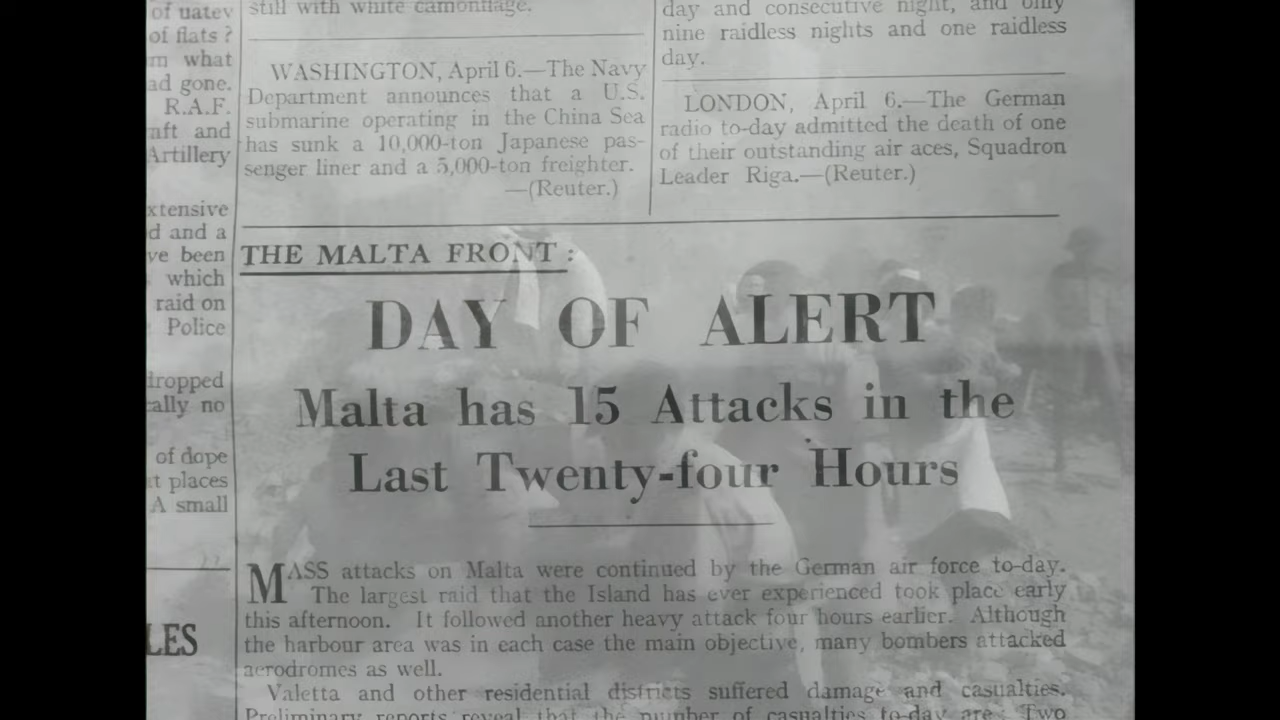 of uatev
of flats ?
m what
ad gone.
R.A.F.
aft and
Artillery
xtensive
d and a
ve been
which
raid on
Police
dropped
ally no
of dope
t places
A small
LES
still with white camouflage.
WASHINGTON, April 6.—The Navy
Department announces that a U.S.
submarine operating in the China Sea
has sunk a 10,000-ton Japanese pas-
senger liner and a 5,000-ton freighter.
—(Reuter.)
day and consecutive night, and only
nine raidless nights and one raidless
day.
LONDON, April 6.—The German
radio to-day admitted the death of one
of their outstanding air aces, Squadron
Leader Riga.—(Reuter.)
THE MALTA FRONT:
DAY OF ALERT
Malta has 15 Attacks in the
Last Twenty-four Hours
MASS attacks on Malta were continued by the German air force to-day.
The largest raid that the Island has ever experienced took place early
this afternoon. It followed another heavy attack four hours earlier. Although
the harbour area was in each case the main objective, many bombers attacked
aerodromes as well.
Valetta and other residential districts suffered damage and casualties.
Preliminary reports reveal that the number of casualties to-day are: Two